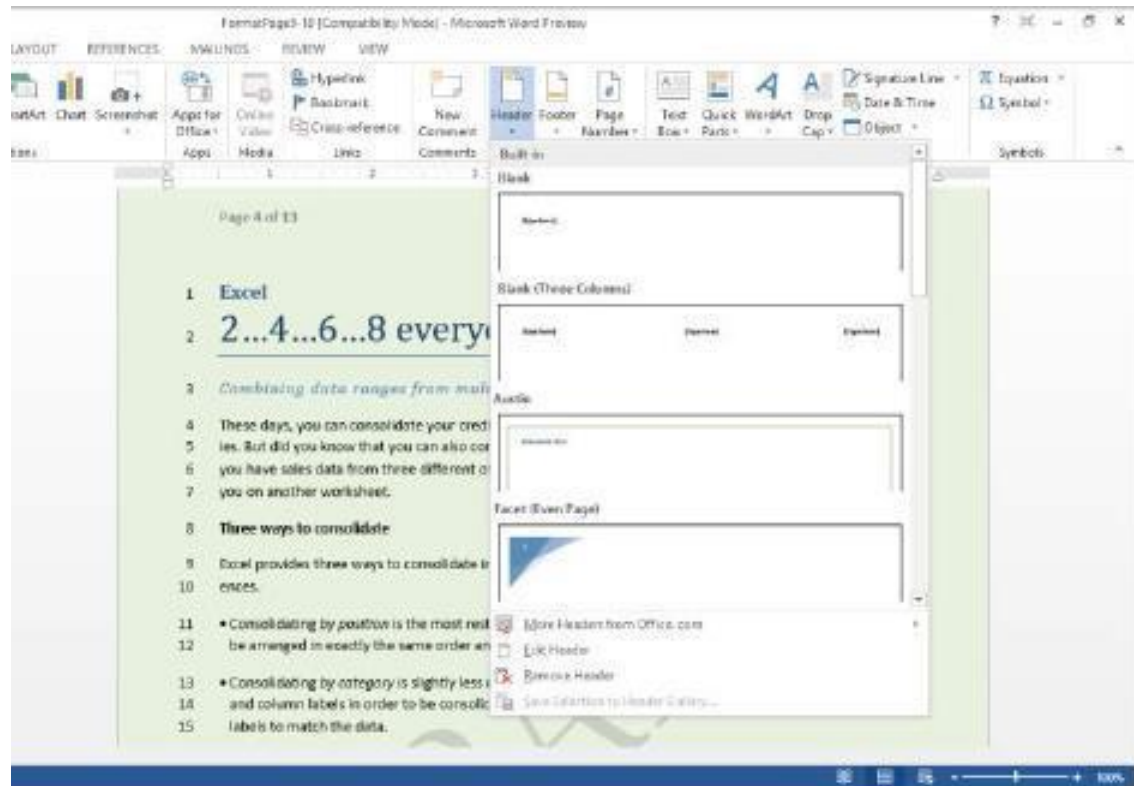 FormatPage9-10 [Compatibility Mode] - Microsoft Word Preview
LAYOUT REFERENCES MAILINGS REVIEW VIEW
Chart Screenshot Apps for Office Online Video Hyperlink Bookmark Cross-reference New Comment Header Footer Page Number Text Box Quick Parts WordArt Drop Cap Signature Line Date & Time Object Equation Symbol
Apps Media Links Comments Symbols
Built-in
Blank
Page 4 of 13
Blank (Three Columns)
1 Excel
2 2...4...6...8
3 Combining data ranges from
Austin
4 These days, you can consolidate your
5 ies. But did you know that you can also
6 you have sales data from three different
7 you on another worksheet.
Facet (Even Page)
8 Three ways to consolidate
9 Excel provides three ways to consolidate
10 ences.
11 • Consolidating by position is the most
12 be arranged in exactly the same order
13 • Consolidating by category is slightly less
14 and column labels in order to be
15 labels to match the data.
More Headers from Office.com
Edit Header
Remove Header
Save Selection to Header Gallery...
100%